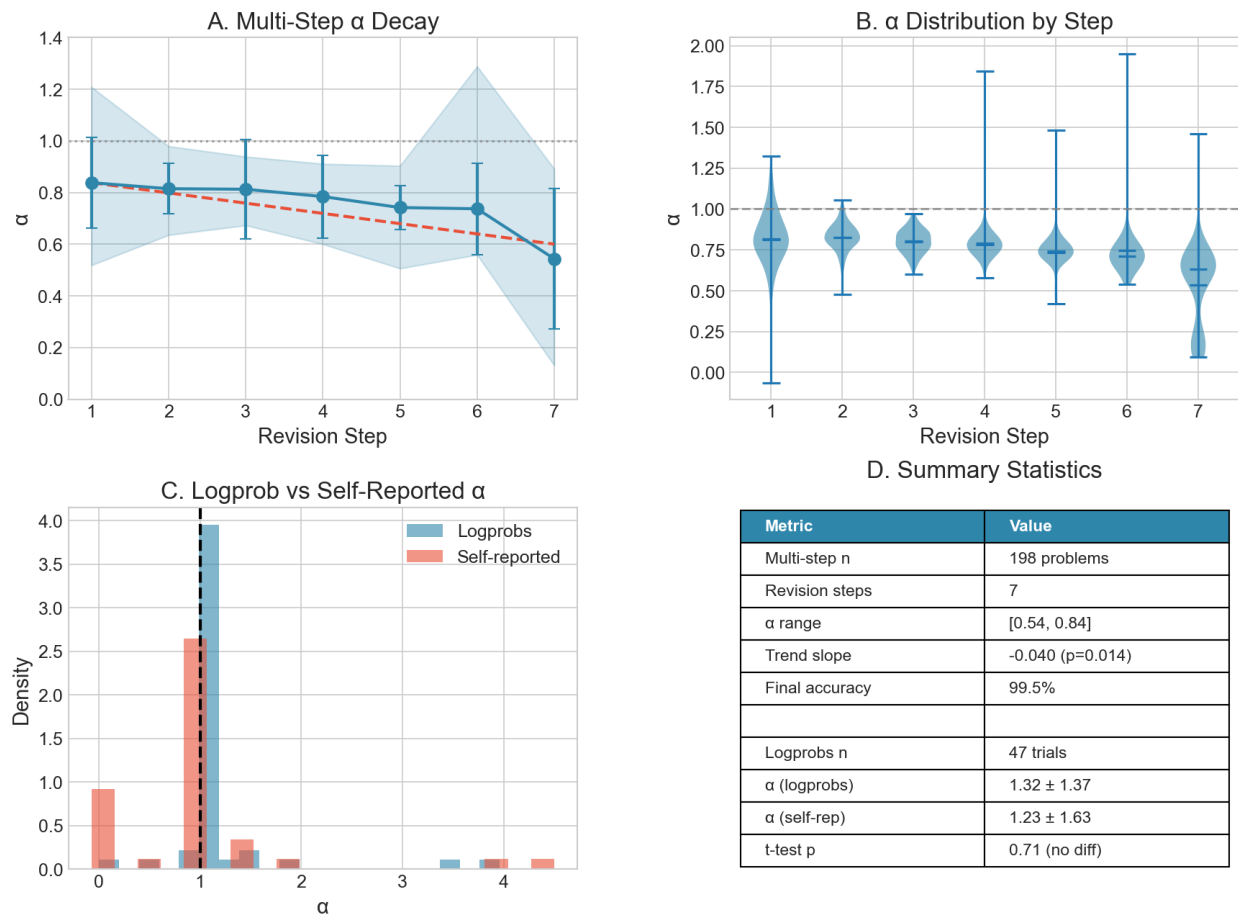 A. Multi-Step α Decay
1.4
1.2
1.0
0.8
0.6
0.4
0.2
0.0
α
1 2 3 4 5 6 7
Revision Step
B. α Distribution by Step
2.00
1.75
1.50
1.25
1.00
0.75
0.50
0.25
0.00
α
1 2 3 4 5 6 7
Revision Step
C. Logprob vs Self-Reported α
Logprobs
Self-reported
4.0
3.5
3.0
2.5
2.0
1.5
1.0
0.5
0.0
Density
0 1 2 3 4
α
D. Summary Statistics
Metric Value
Multi-step n 198 problems
Revision steps 7
α range [0.54, 0.84]
Trend slope -0.040 (p=0.014)
Final accuracy 99.5%
Logprobs n 47 trials
α (logprobs) 1.32 ± 1.37
α (self-rep) 1.23 ± 1.63
t-test p 0.71 (no diff)